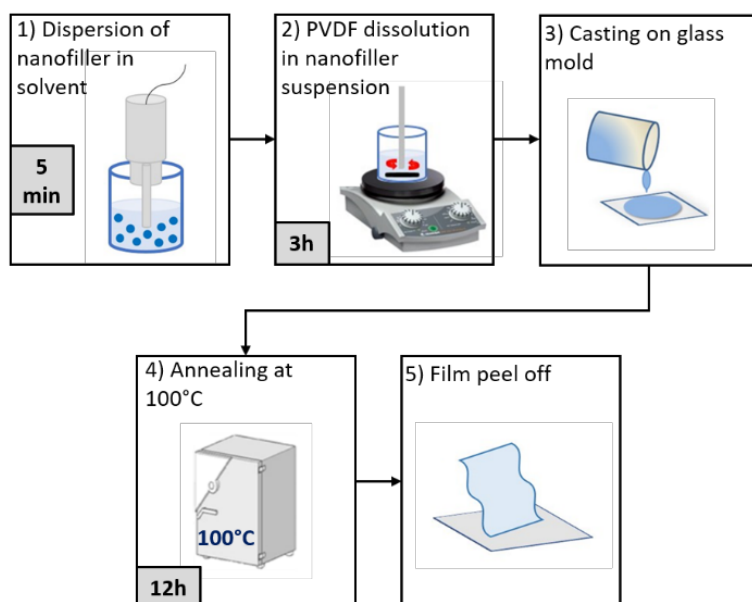 1) Dispersion of
nanofiller in
solvent
5
min
2) PVDF dissolution
in nanofiller
suspension
3h
3) Casting on glass
mold
4) Annealing at
100°C
100°C
12h
5) Film peel off